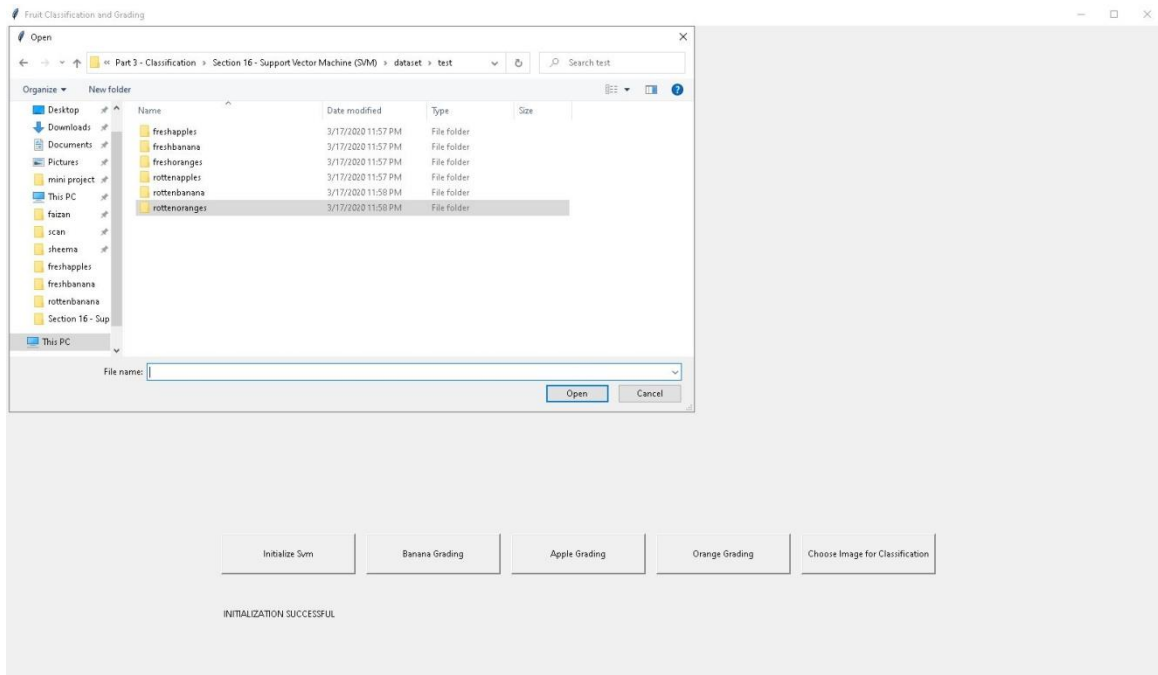 Fruit Classification and Grading
Open
« Part 3 - Classification › Section 16 - Support Vector Machine (SVM) › dataset › test
Search test
Organize
New folder
Name Date modified Type Size
Desktop
Downloads
Documents
Pictures
mini project
This PC
faizan
scan
sheema
freshapples
freshbanana
rottenbanana
Section 16 - Sup
This PC
freshapples 3/17/2020 11:57 PM File folder
freshbanana 3/17/2020 11:57 PM File folder
freshoranges 3/17/2020 11:57 PM File folder
rottenapples 3/17/2020 11:57 PM File folder
rottenbanana 3/17/2020 11:58 PM File folder
rottenoranges 3/17/2020 11:58 PM File folder
File name:
Open Cancel
Initialize Svm Banana Grading Apple Grading Orange Grading Choose Image for Classification
INITIALIZATION SUCCESSFUL